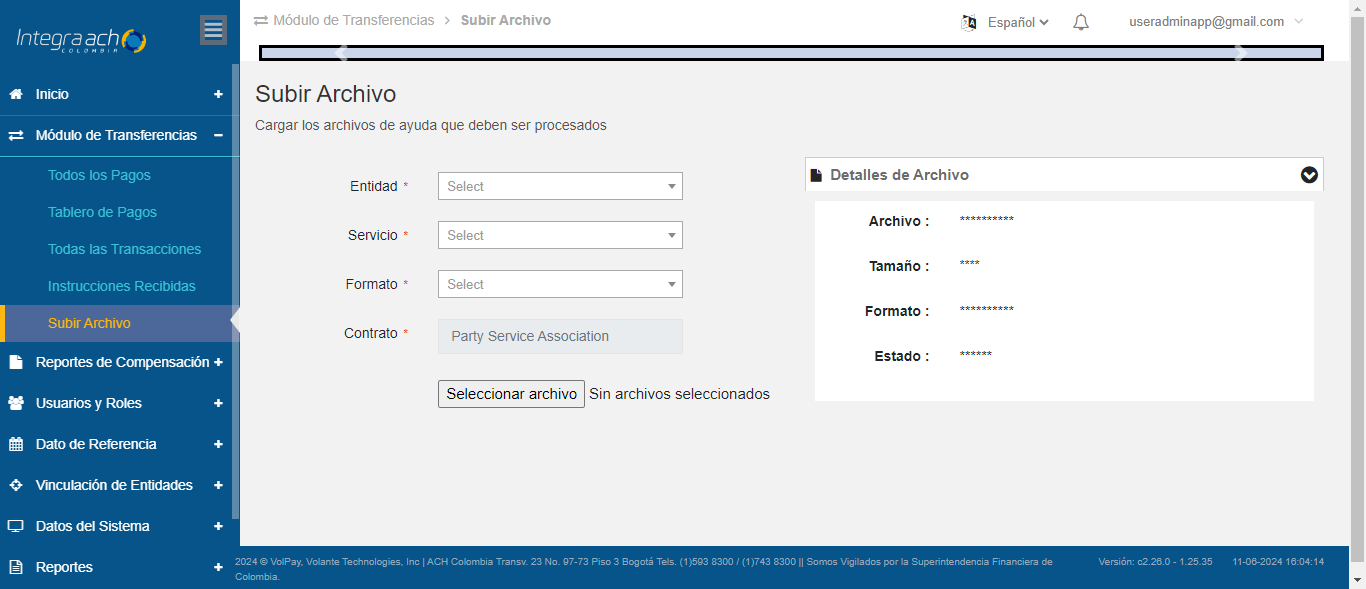 Integra ach
COLOMBIA
Inicio
Módulo de Transferencias
Todos los Pagos
Tablero de Pagos
Todas las Transacciones
Instrucciones Recibidas
Subir Archivo
Reportes de Compensación
Usuarios y Roles
Dato de Referencia
Vinculación de Entidades
Datos del Sistema
Reportes
Módulo de Transferencias > Subir Archivo
Español
useradminapp@gmail.com
Subir Archivo
Cargar los archivos de ayuda que deben ser procesados
Entidad * Select
Servicio * Select
Formato * Select
Contrato * Party Service Association
Seleccionar archivo Sin archivos seleccionados
Detalles de Archivo
Archivo : **********
Tamaño : ****
Formato : **********
Estado : ******
2024 © VolPay, Volante Technologies, Inc | ACH Colombia Transv. 23 No. 97-73 Piso 3 Bogotá Tels. (1)593 8300 / (1)743 8300 || Somos Vigilados por la Superintendencia Financiera de
Colombia.
Versión: c2.26.0 - 1.25.35 11-06-2024 16:04:14